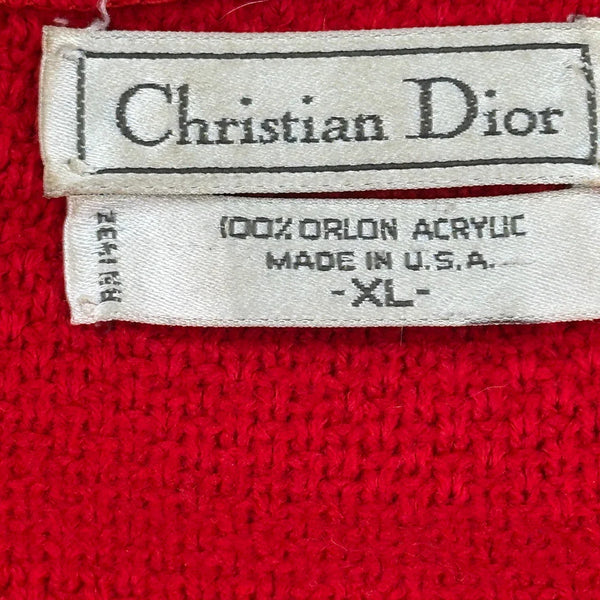 Christian Dior
100% ORLON ACRYLIC
MADE IN U.S.A.
-XL-
RN 1432